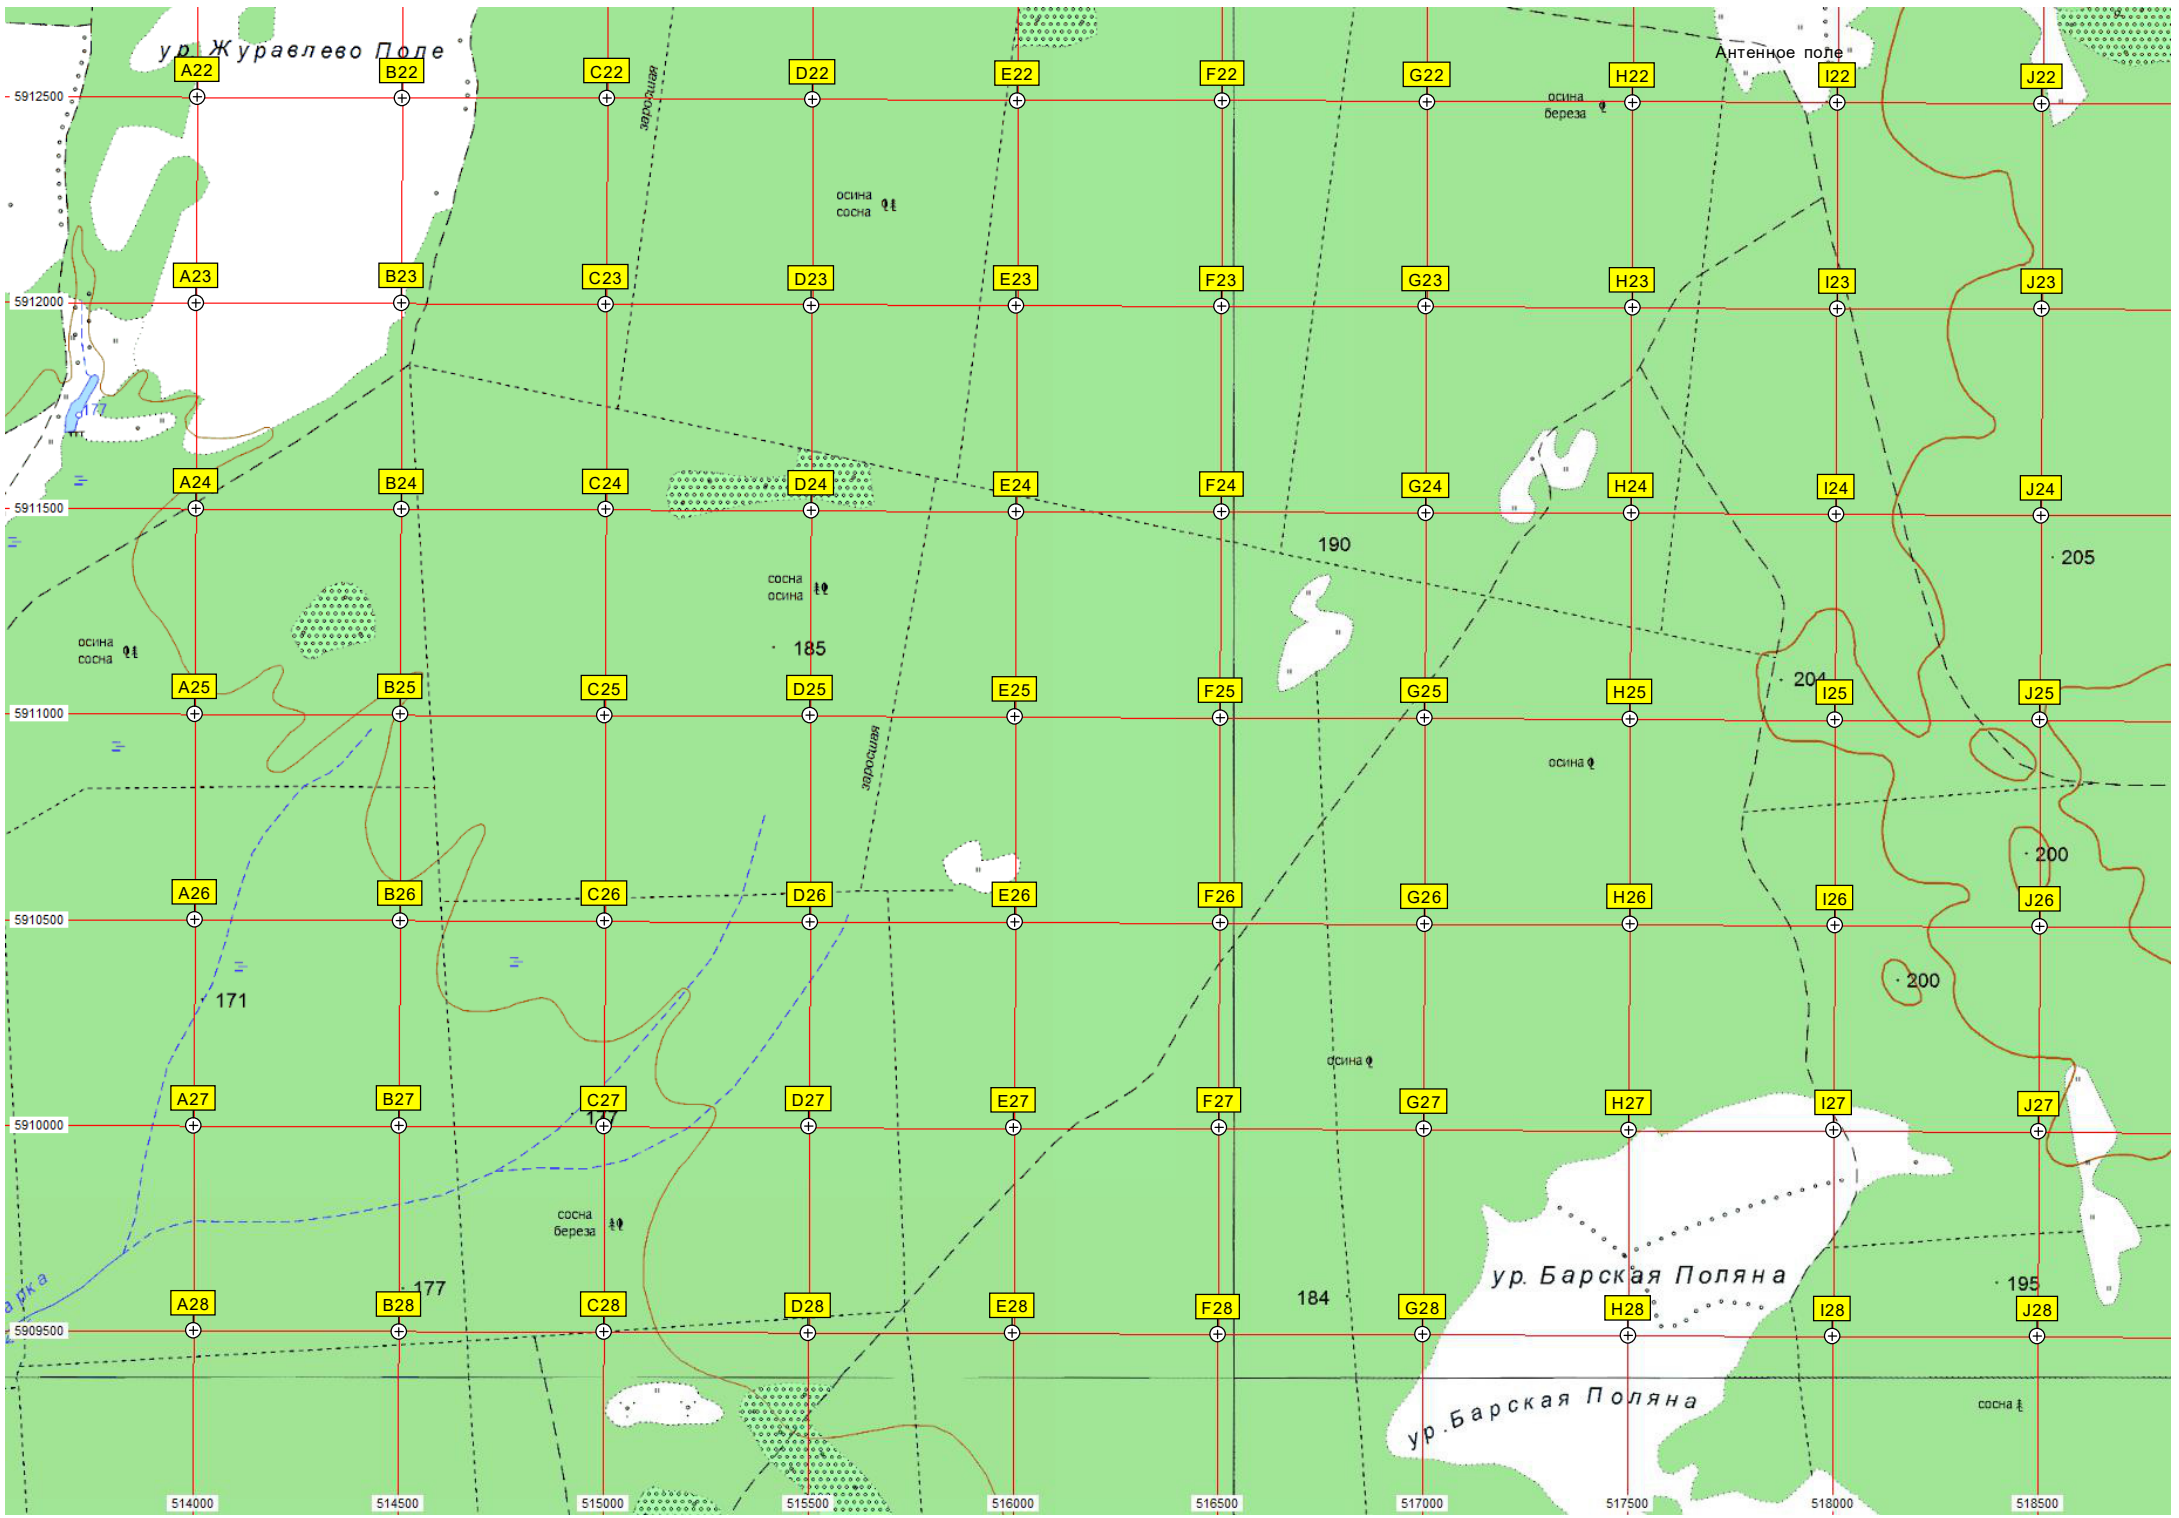 ур. Журавлево Поле
Антенное поле
A22 B22 C22 D22 E22 F22 G22 H22 I22 J22
5912500
заросшая
осина
береза
осина
сосна
A23 B23 C23 D23 E23 F23 G23 H23 I23 J23
5912000
177
A24 B24 C24 D24 E24 F24 G24 H24 I24 J24
5911500
190
205
сосна
осина
осина
сосна
185
204
A25 B25 C25 D25 E25 F25 G25 H25 I25 J25
5911000
заросшая
осина
200
A26 B26 C26 D26 E26 F26 G26 H26 I26 J26
5910500
200
171
осина
A27 B27 C27 D27 E27 F27 G27 H27 I27 J27
177
5910000
сосна
береза
ур. Барская Поляна
арка
177
184
195
A28 B28 C28 D28 E28 F28 G28 H28 I28 J28
5909500
ур. Барская Поляна
сосна
514000 514500 515000 515500 516000 516500 517000 517500 518000 518500